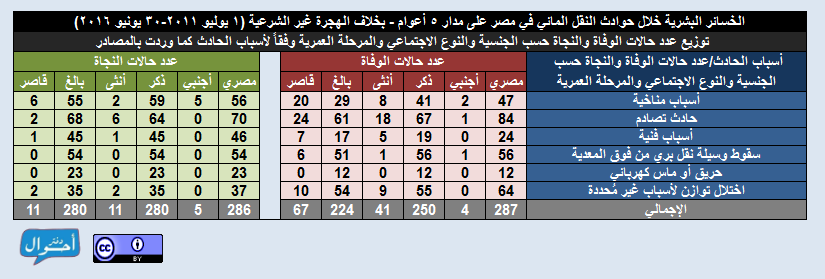 الخسائر البشرية خلال حوادث النقل المائي في مصر على مدار ٥ أعوام - بخلاف الهجرة غير الشرعية (١ يوليو ٢٠١١-٣٠ يونيو ٢٠١٦)
توزيع عدد حالات الوفاة والنجاة حسب الجنسية والنوع الاجتماعي والمرحلة العمرية وفقاً لأسباب الحادث كما وردت بالمصادر
أسباب الحادث/عدد حالات الوفاة والنجاة حسب عدد حالات الوفاة عدد حالات النجاة
الجنسية والنوع الاجتماعي والمرحلة العمرية مصري أجنبي ذكر أنثى بالغ قاصر مصري أجنبي ذكر أنثى بالغ قاصر
أسباب مناخية 47 2 41 8 29 20 56 5 59 2 55 6
حادث تصادم 84 1 67 18 61 24 70 0 64 6 68 2
أسباب فنية 24 0 19 5 17 7 46 0 45 1 45 1
سقوط وسيلة نقل بري من فوق المعدية 56 1 56 1 51 6 54 0 54 0 54 0
حريق أو ماس كهربائي 12 0 12 0 12 0 23 0 23 0 23 0
اختلال توازن لأسباب غير مُحددة 64 0 55 9 54 10 37 0 35 2 35 2
الإجمالي 287 4 250 41 224 67 286 5 280 11 280 11
دفتر
أحوال
cc
BY